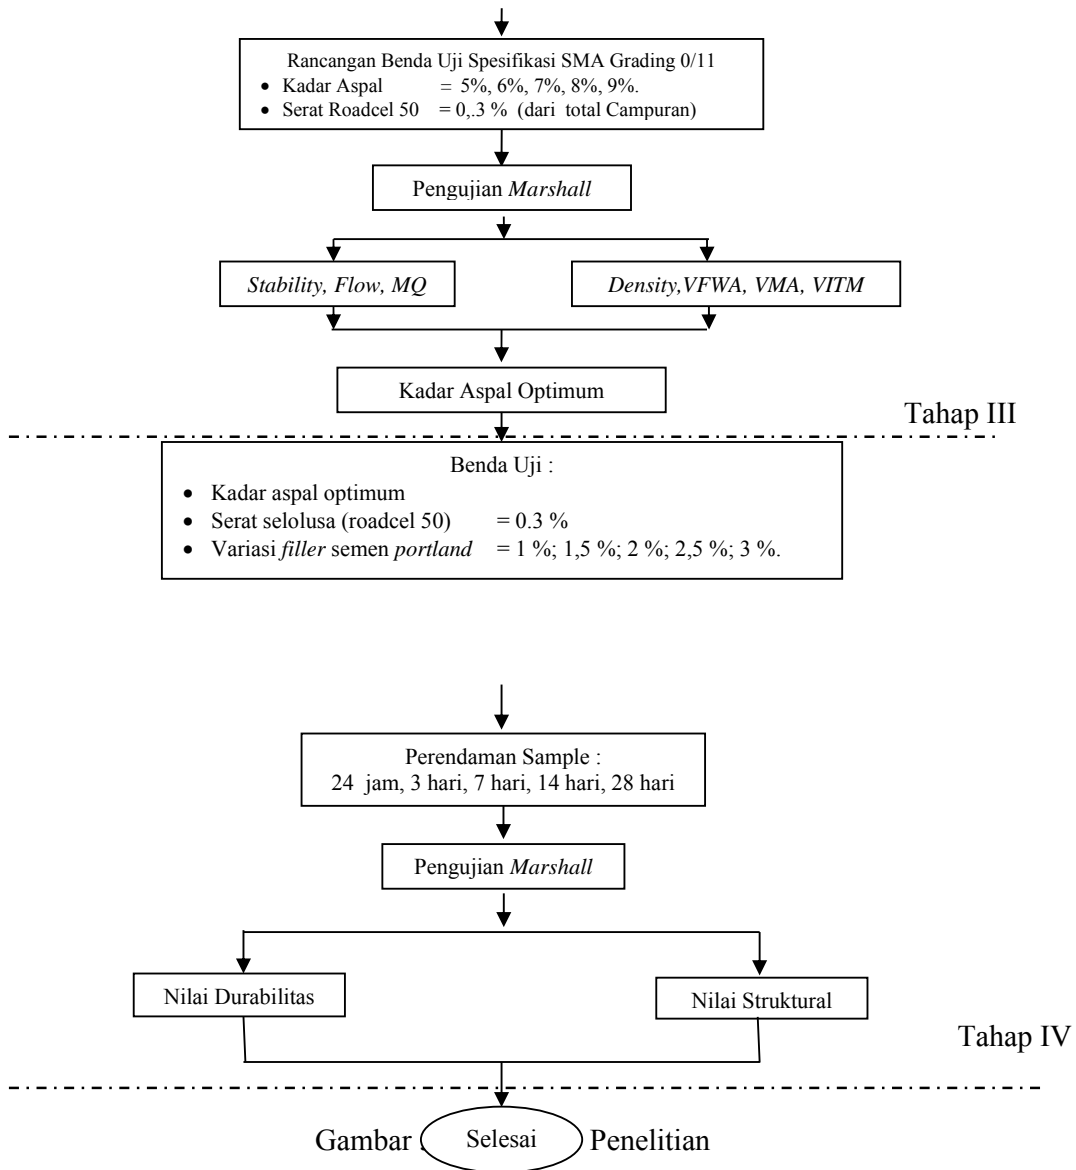 Rancangan Benda Uji Spesifikasi SMA Grading 0/11
• Kadar Aspal = 5%, 6%, 7%, 8%, 9%.
• Serat Roadcel 50 = 0,.3 % (dari total Campuran)
Pengujian Marshall
Stability, Flow, MQ
Density,VFWA, VMA, VITM
Kadar Aspal Optimum
Tahap III
Benda Uji :
• Kadar aspal optimum
• Serat selolusa (roadcel 50) = 0.3 %
• Variasi filler semen portland = 1 %; 1,5 %; 2 %; 2,5 %; 3 %.
Perendaman Sample :
24 jam, 3 hari, 7 hari, 14 hari, 28 hari
Pengujian Marshall
Nilai Durabilitas
Nilai Struktural
Tahap IV
Gambar Selesai Penelitian